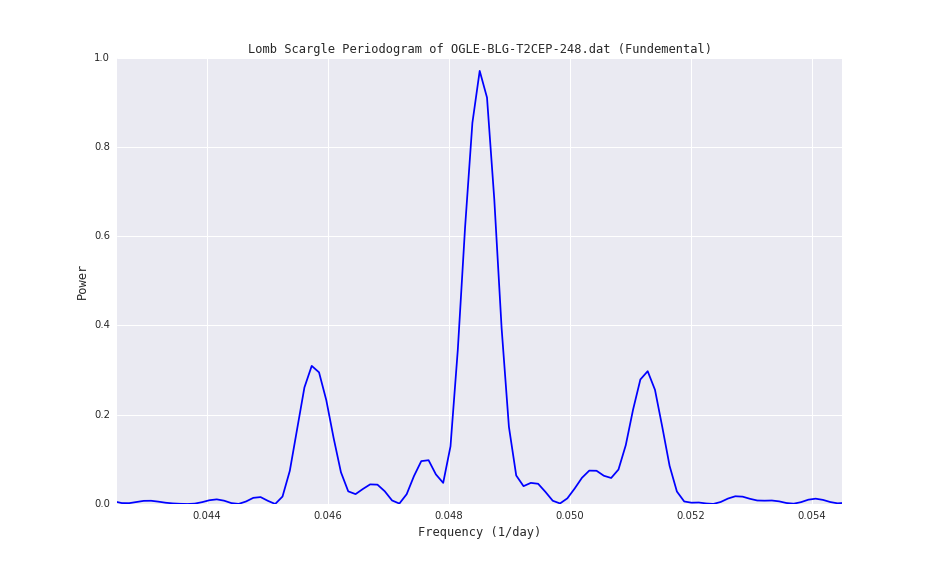 Lomb Scargle Periodogram of OGLE-BLG-T2CEP-248.dat (Fundemental)
1.0
0.8
0.6
0.4
0.2
0.0
Power
0.044 0.046 0.048 0.050 0.052 0.054
Frequency (1/day)